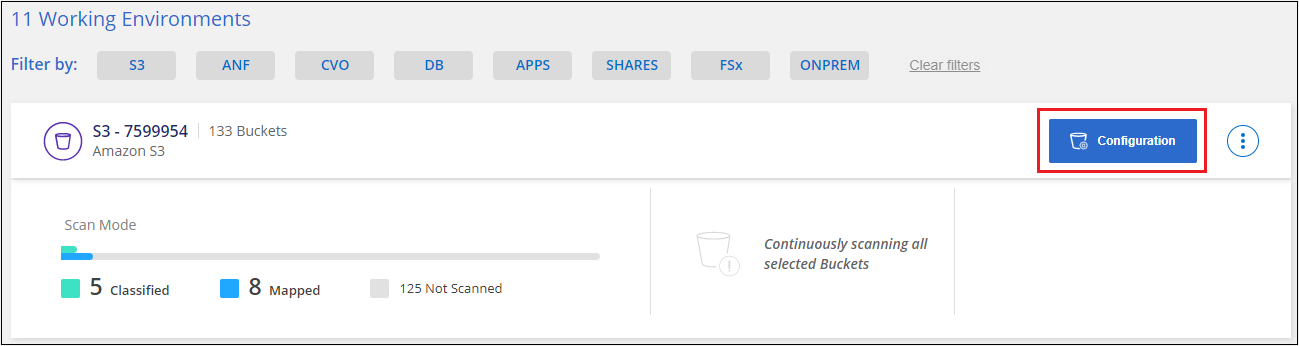 11 Working Environments
Filter by: S3 ANF CVO DB APPS SHARES FSx ONPREM Clear filters
S3 - 7599954 133 Buckets
Amazon S3
Configuration
Scan Mode
5 Classified 8 Mapped 125 Not Scanned
Continuously scanning all
selected Buckets